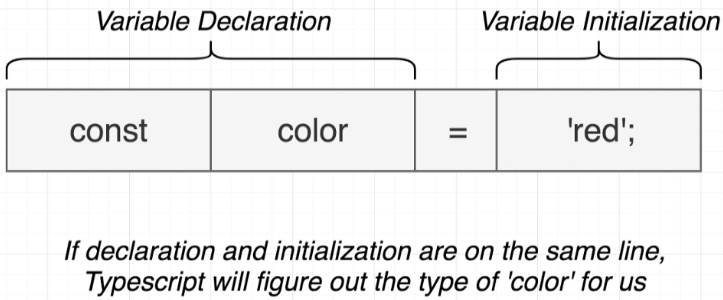 Variable Declaration
Variable Initialization
const color = 'red';
If declaration and initialization are on the same line,
Typescript will figure out the type of 'color' for us